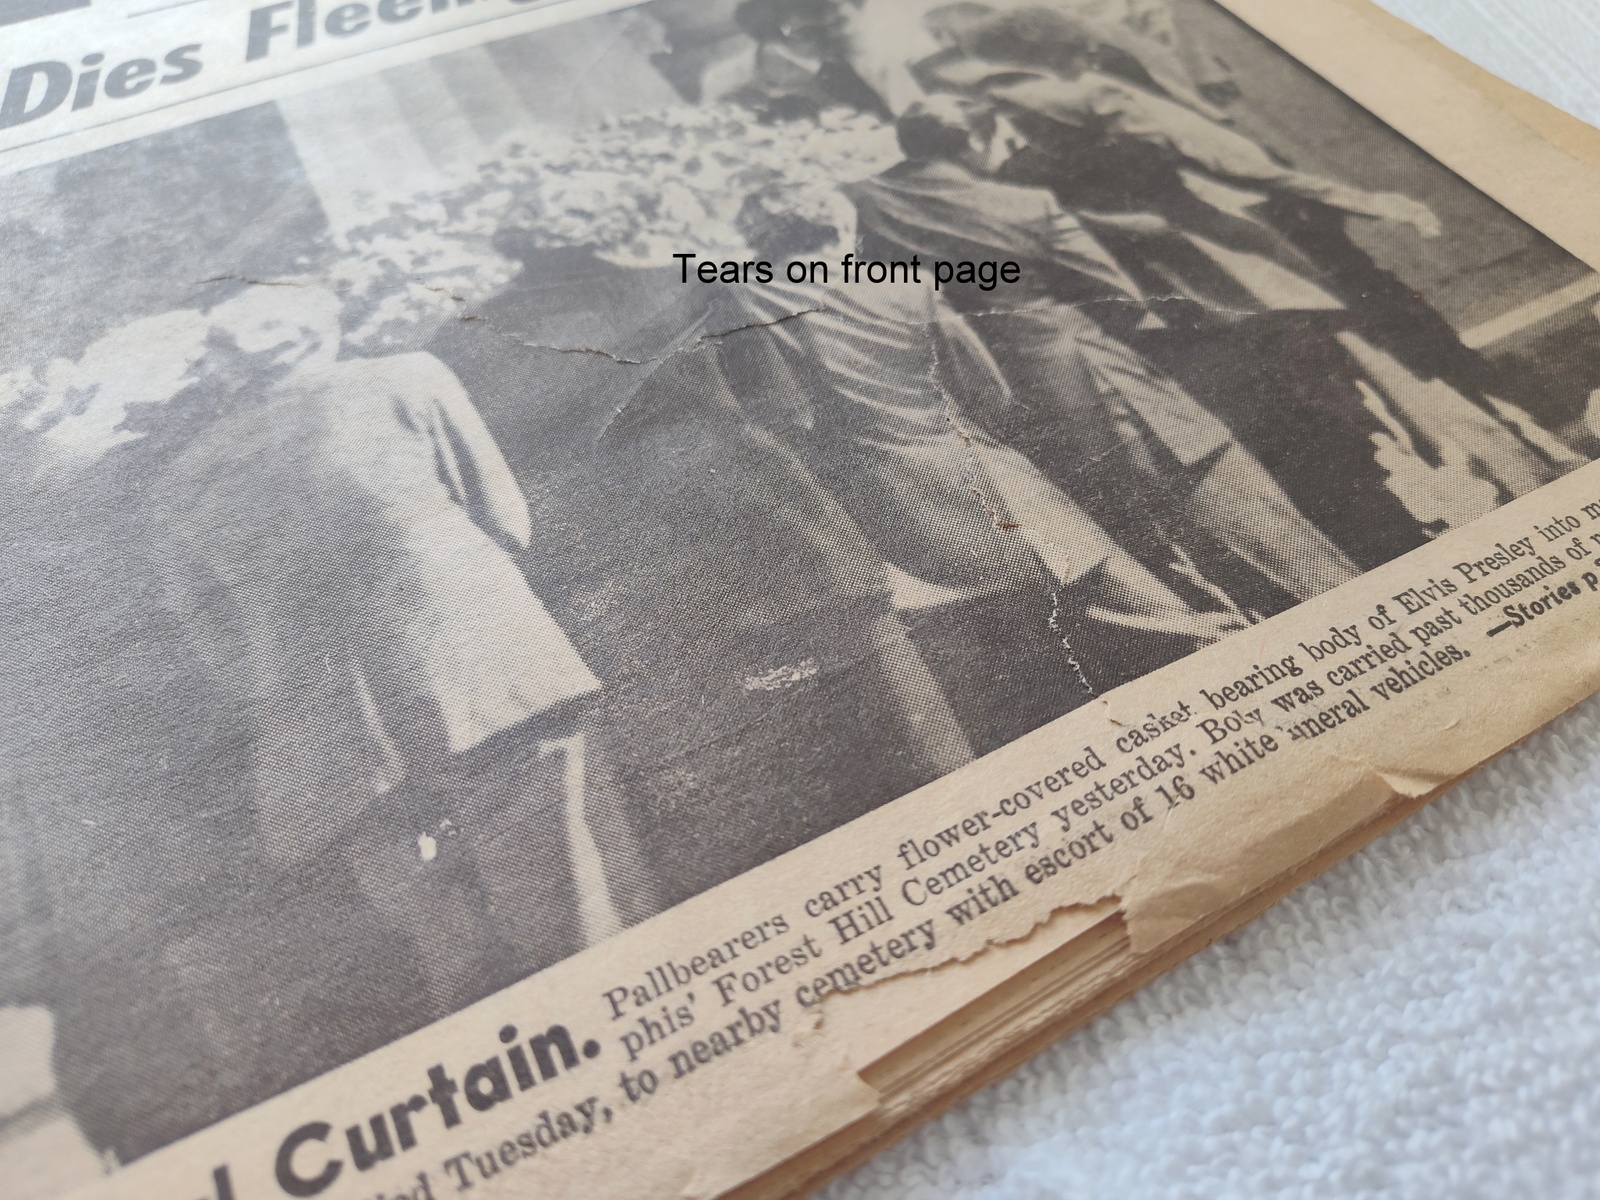 Dies Fleeing
Tears on front page
Curtain. Pallbearers carry flower-covered casket bearing body of Elvis Presley into
phis' Forest Hill Cemetery yesterday. Body was carried past thousands of
Tuesday, to nearby cemetery with escort of 16 white funeral vehicles. —Stories p.